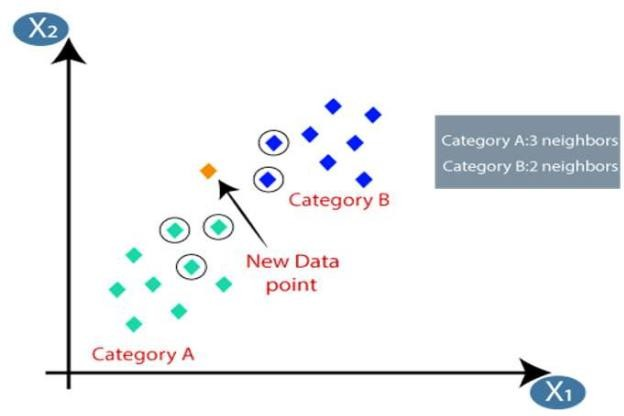 X2
Category A:3 neighbors
Category B:2 neighbors
Category B
New Data
point
Category A
X1